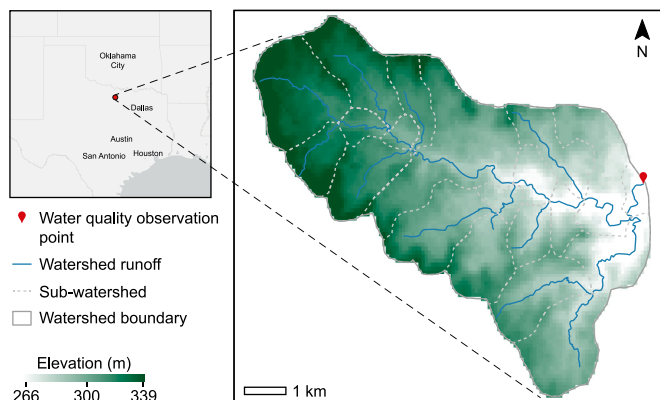 Oklahoma
City
Dallas
Austin
San Antonio
Houston
N
Water quality observation
point
Watershed runoff
Sub-watershed
Watershed boundary
Elevation (m)
266 300 339
1 km